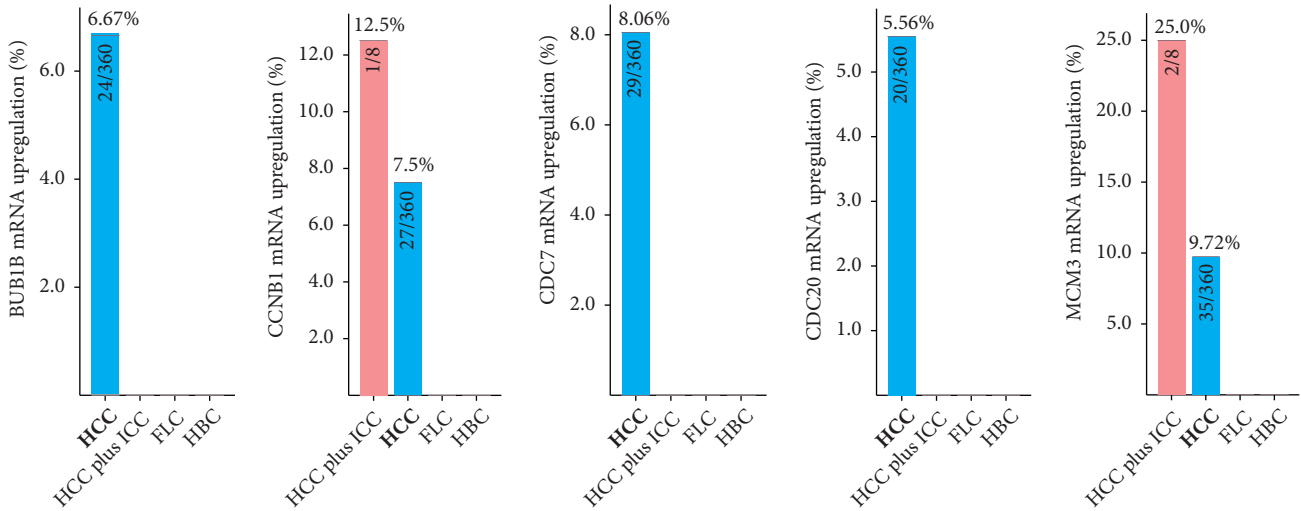 BUB1B mRNA upregulation (%)
6.0
4.0
2.0
6.67%
24/360
HCC
HCC plus ICC
FLC
HBC
CCNB1 mRNA upregulation (%)
12.0
10.0
8.0
6.0
4.0
2.0
12.5%
1/8
7.5%
27/360
HCC plus ICC
HCC
FLC
HBC
CDC7 mRNA upregulation (%)
8.0
6.0
4.0
2.0
8.06%
29/360
HCC
HCC plus ICC
FLC
HBC
CDC20 mRNA upregulation (%)
5.0
4.0
3.0
2.0
1.0
5.56%
20/360
HCC
HCC plus ICC
FLC
HBC
MCM3 mRNA upregulation (%)
25.0
20.0
15.0
10.0
5.0
25.0%
2/8
9.72%
35/360
HCC plus ICC
HCC
FLC
HBC